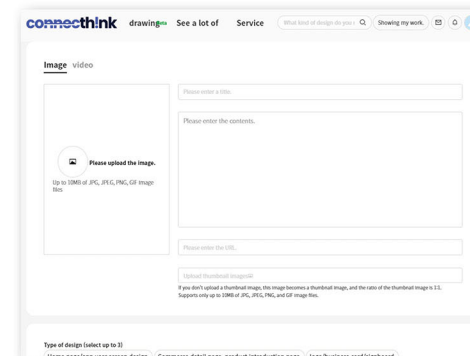 connecth!nk
drawing Beta See a lot of Service
What kind of design do you Showing my work.
Image video
Please enter a title.
Please enter the contents.
Please upload the image.
Up to 10MB of JPG, JPEG, PNG, GIF image
files
Please enter the URL.
Upload thumbnail images
If you don't upload a thumbnail image, this image becomes a thumbnail image, and the ratio of the thumbnail image is 1:1.
Supports only up to 10MB of JPG, JPEG, PNG, and GIF image files.
Type of design (select up to 3)